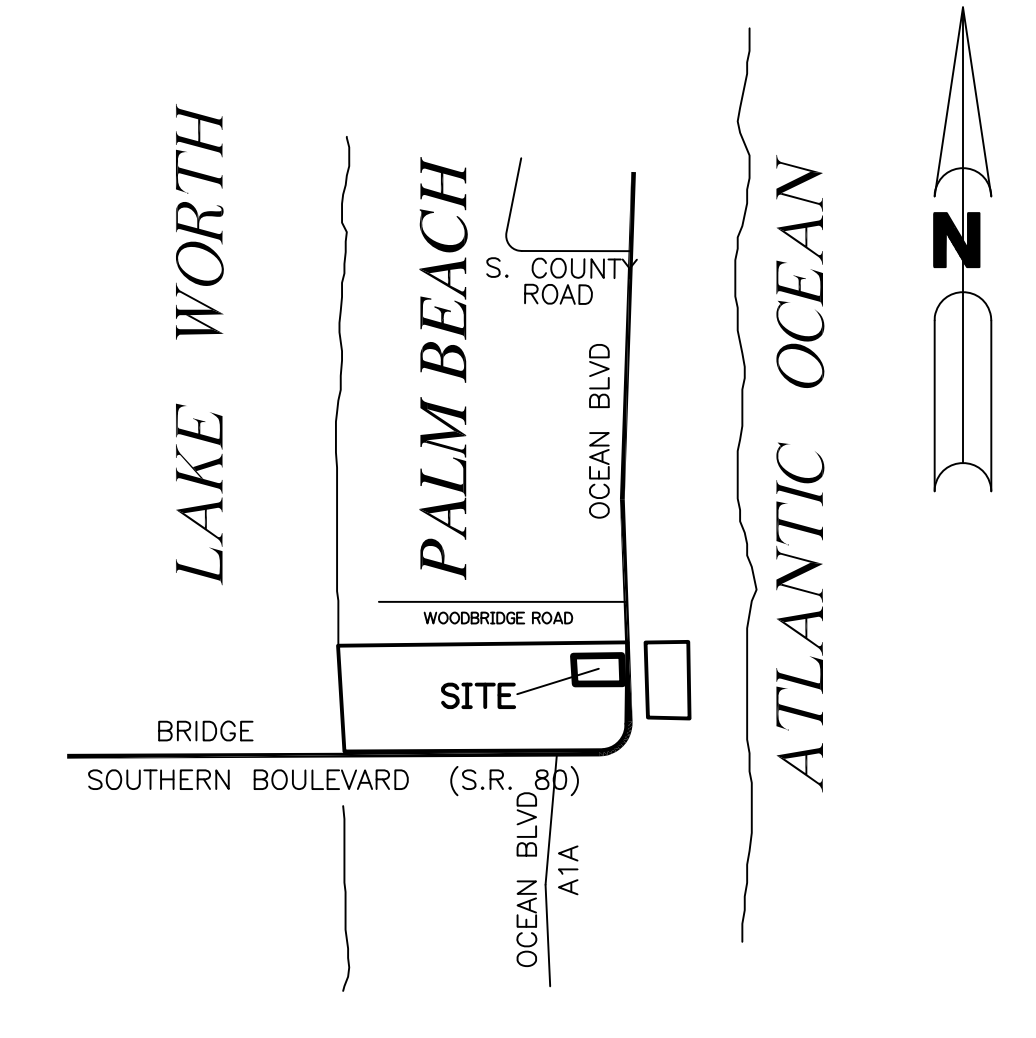 LAKE WORTH
PALM BEACH
S. COUNTY
ROAD
OCEAN BLVD
ATLANTIC OCEAN
N
WOODBRIDGE ROAD
SITE
BRIDGE
SOUTHERN BOULEVARD (S.R. 80)
OCEAN BLVD
A1A